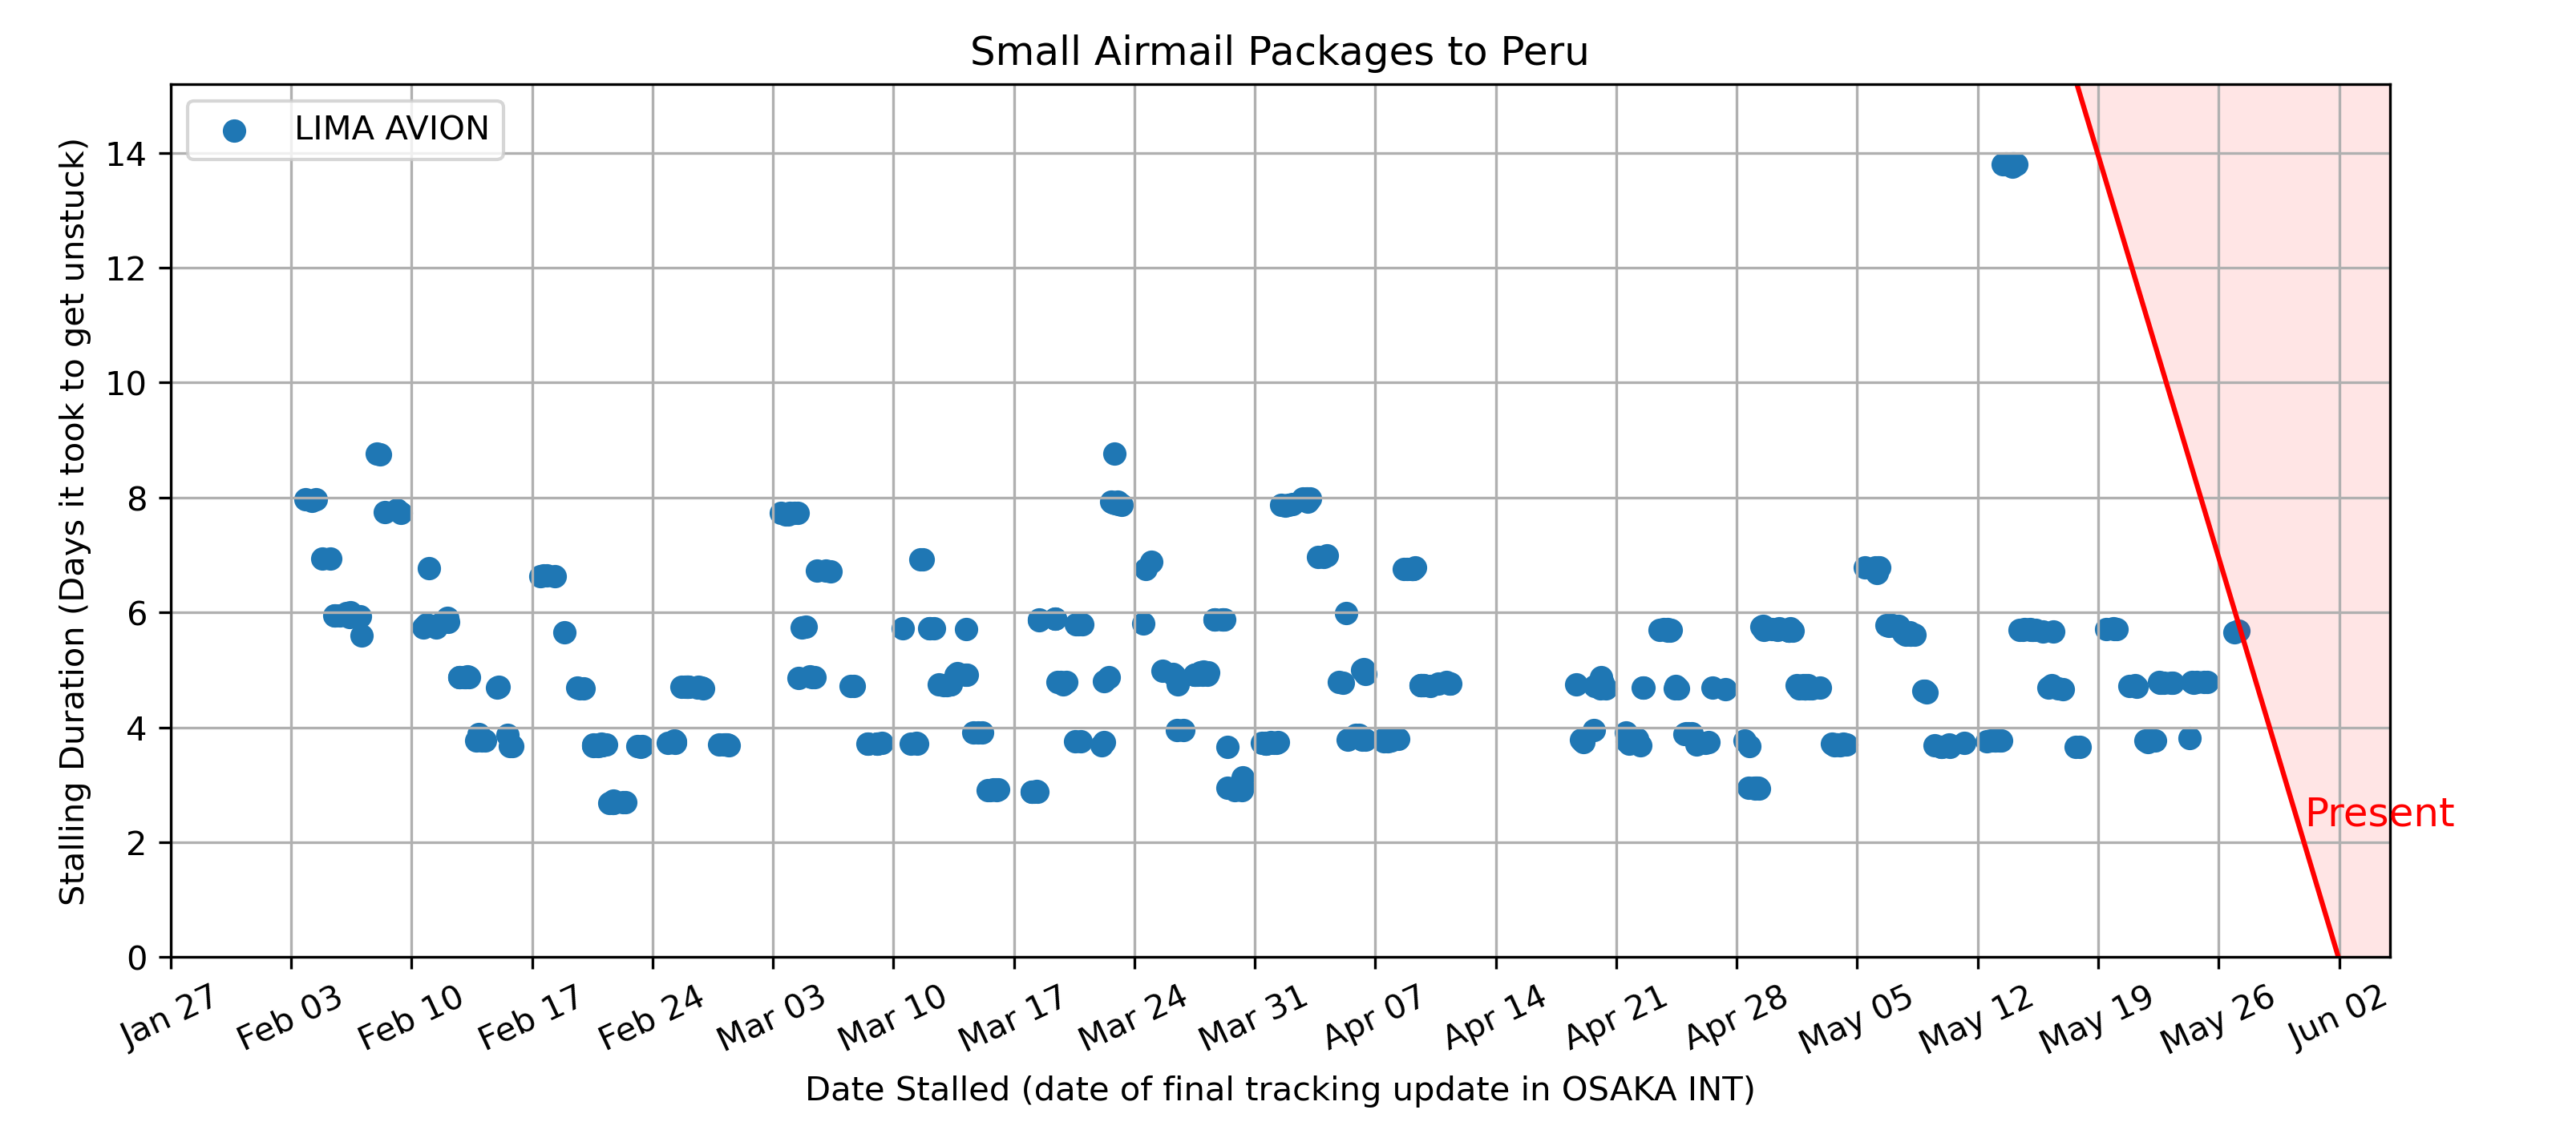 Small Airmail Packages to Peru
LIMA AVION
Stalling Duration (Days it took to get unstuck)
14
12
10
8
6
4
2
0
Present
Jan 27
Feb 03
Feb 10
Feb 17
Feb 24
Mar 03
Mar 10
Mar 17
Mar 24
Mar 31
Apr 07
Apr 14
Apr 21
Apr 28
May 05
May 12
May 19
May 26
Jun 02
Date Stalled (date of final tracking update in OSAKA INT)